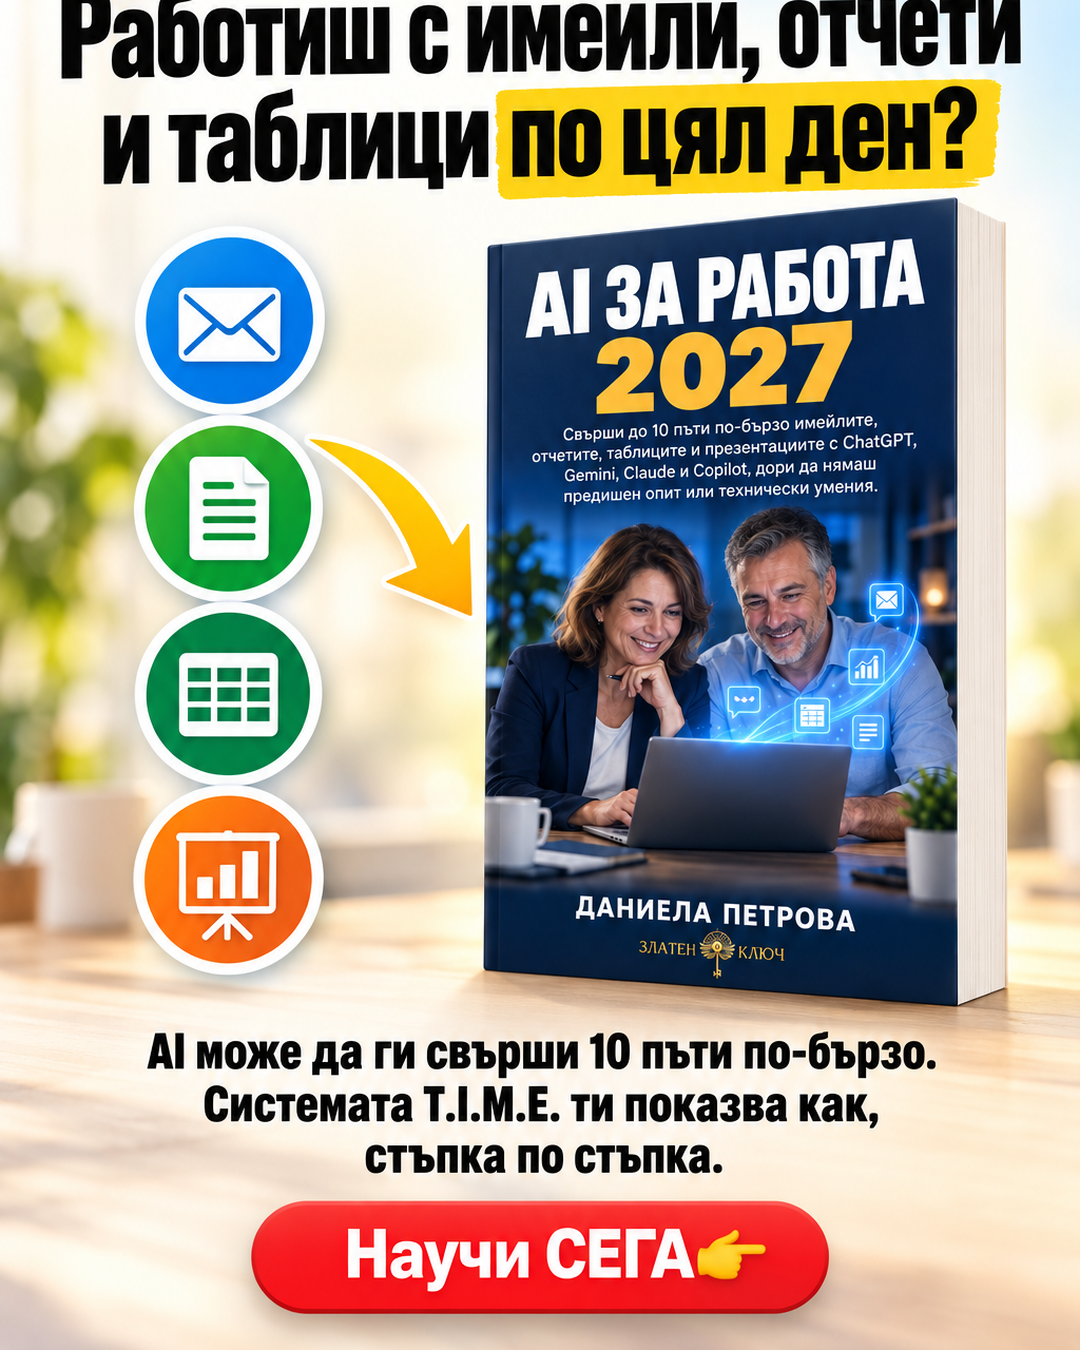 Работиш с имейли, отчети
и таблици по цял ден?
AI ЗА РАБОТА
2027
Свърши до 10 пъти по-бързо имейлите,
отчетите, таблиците и презентациите с ChatGPT,
Gemini, Claude и Copilot, дори да нямаш
предишен опит или технически умения.
ДАНИЕЛА ПЕТРОВА
ЗЛАТЕН КЛЮЧ
AI може да ги свърши 10 пъти по-бързо.
Системата T.I.M.E. ти показва как,
стъпка по стъпка.
Научи СЕГА